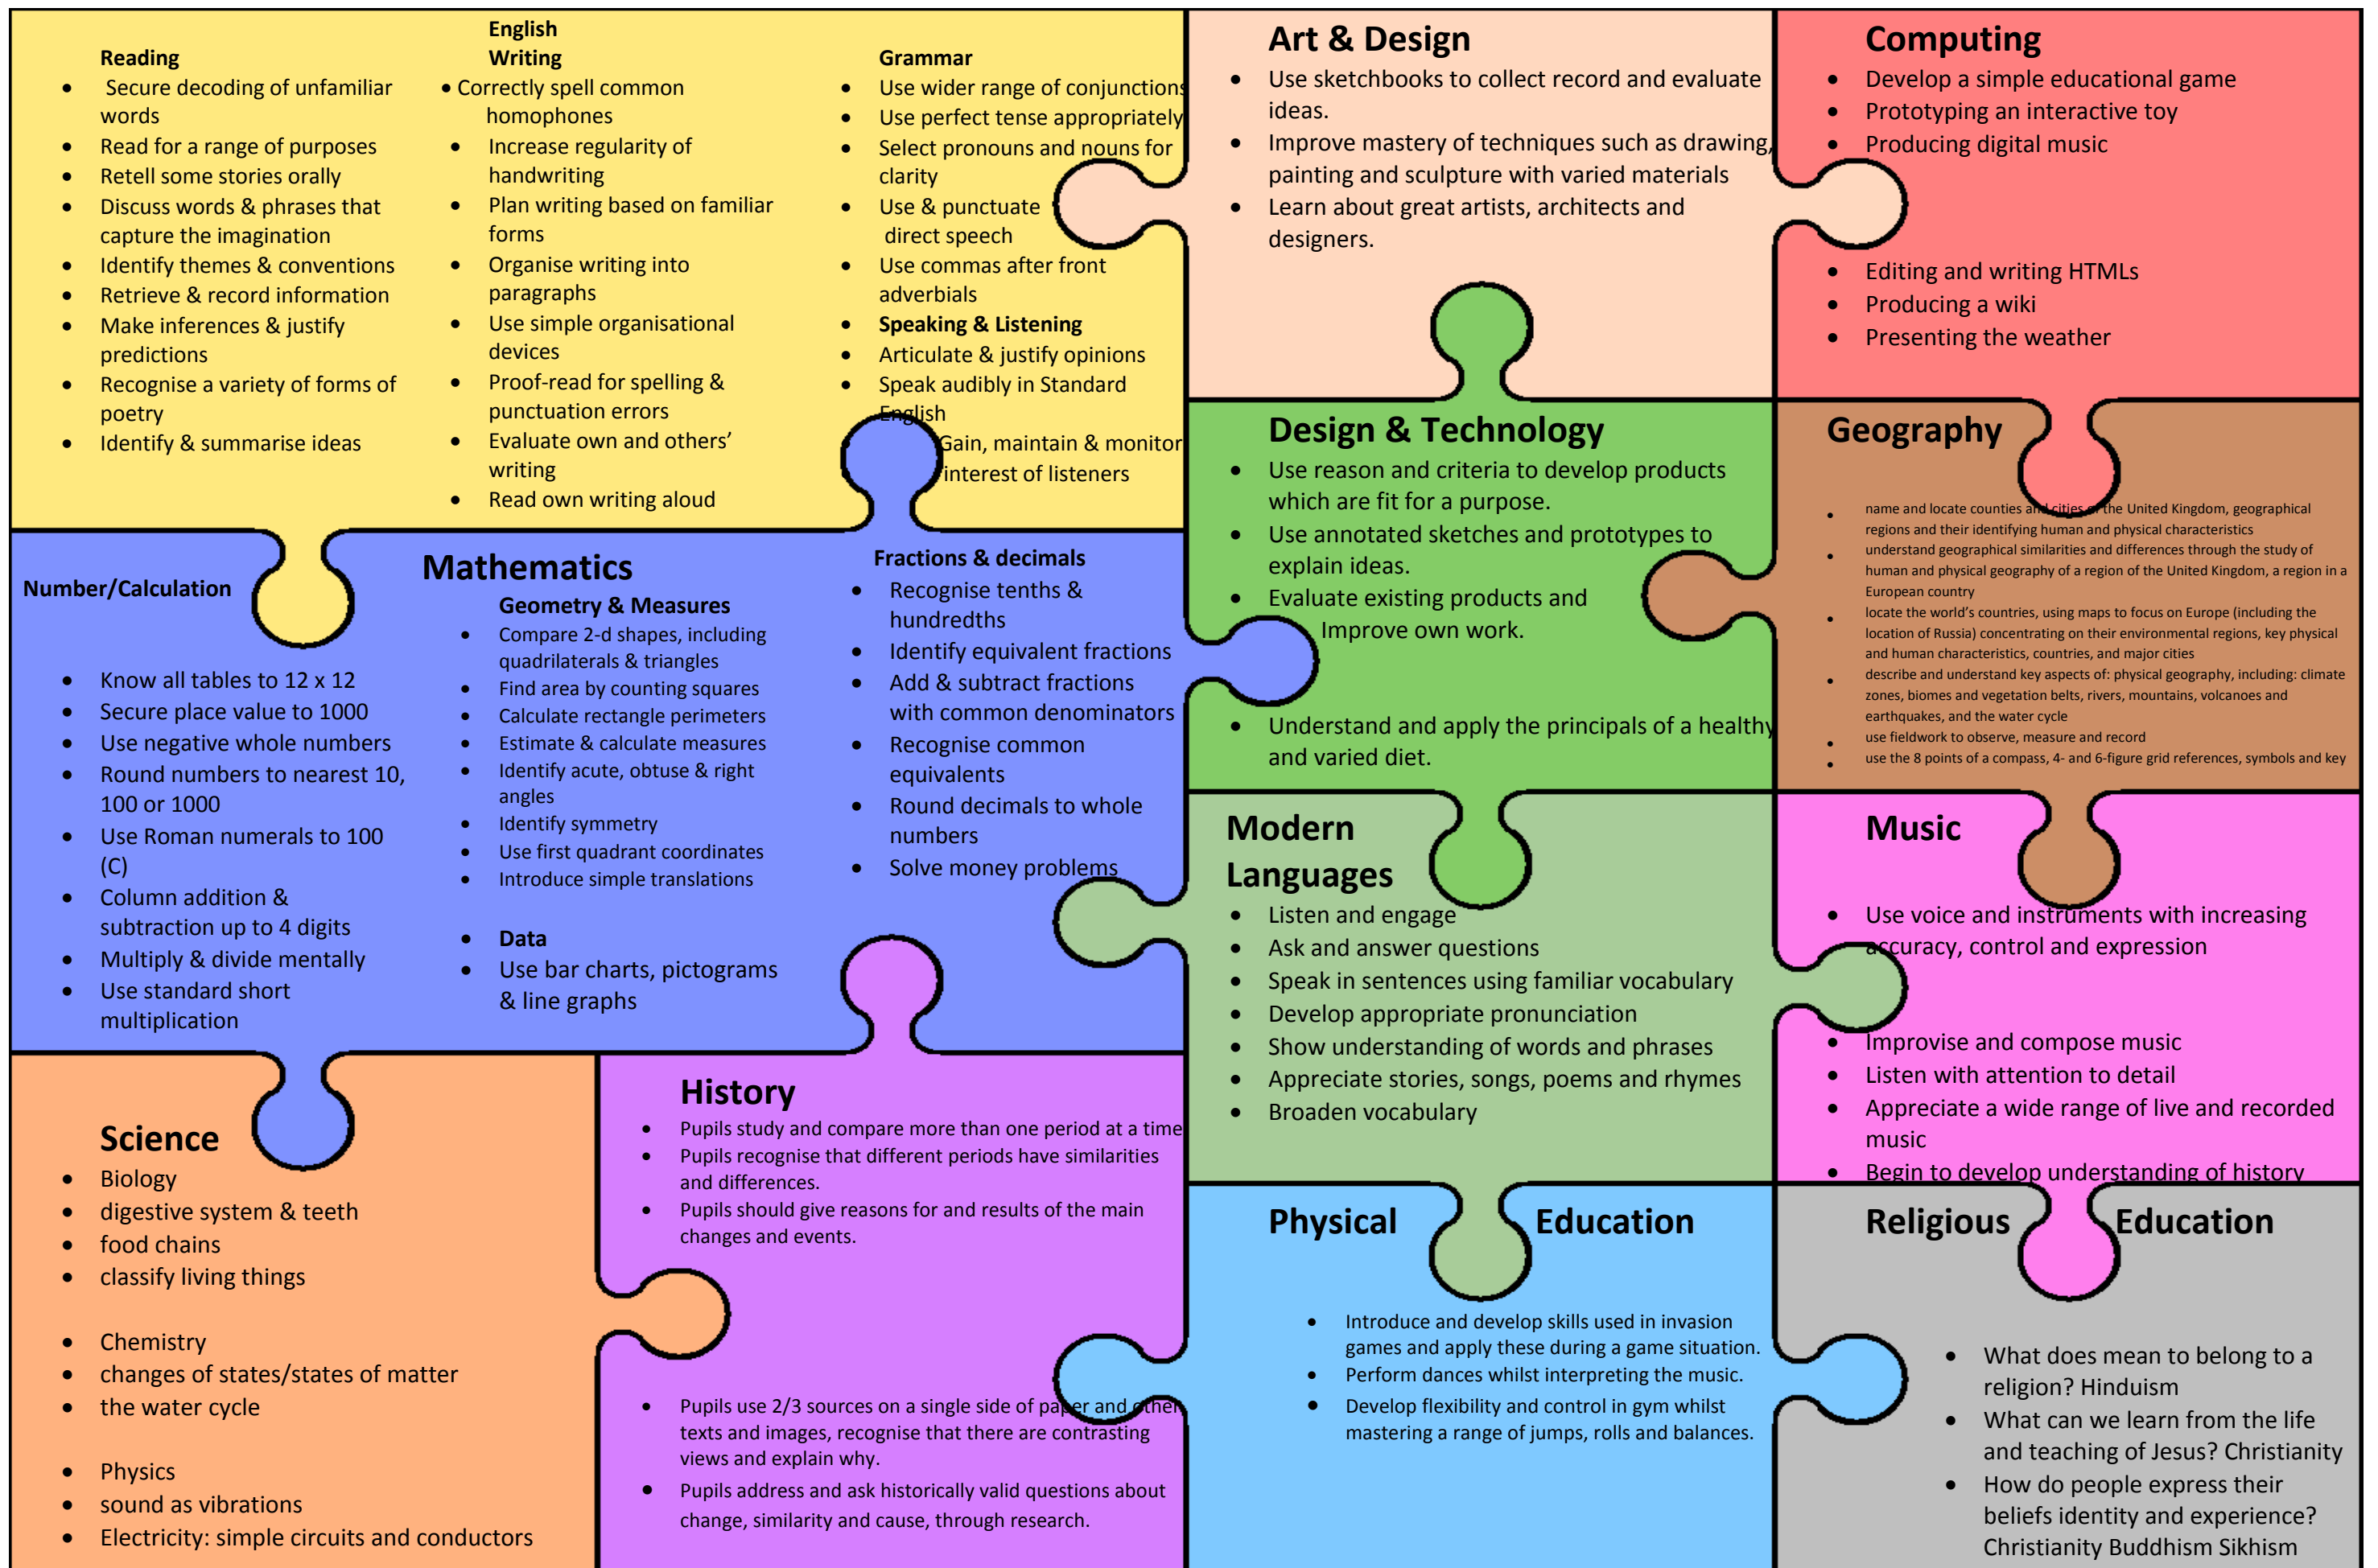 English
Reading
Secure decoding of unfamiliar
words
• Read for a range of purposes
• Retell some stories orally
• Discuss words & phrases that
capture the imagination
• Identify themes & conventions
• Retrieve & record information
• Make inferences & justify
predictions
• Recognise a variety of forms of
poetry
• Identify & summarise ideas
Writing
• Correctly spell common
homophones
• Increase regularity of
handwriting
• Plan writing based on familiar
forms
• Organise writing into
paragraphs
• Use simple organisational
devices
• Proof-read for spelling &
punctuation errors
• Evaluate own and others’
writing
• Read own writing aloud
Grammar
• Use wider range of conjunctions
• Use perfect tense appropriately
• Select pronouns and nouns for
clarity
• Use & punctuate
direct speech
• Use commas after front
adverbials
• Speaking & Listening
• Articulate & justify opinions
• Speak audibly in Standard
English
Gain, maintain & monitor
interest of listeners
Art & Design
• Use sketchbooks to collect record and evaluate
ideas.
• Improve mastery of techniques such as drawing,
painting and sculpture with varied materials
• Learn about great artists, architects and
designers.
Computing
• Develop a simple educational game
• Prototyping an interactive toy
• Producing digital music
• Editing and writing HTMLs
• Producing a wiki
• Presenting the weather
Mathematics
Number/Calculation
• Know all tables to 12 x 12
• Secure place value to 1000
• Use negative whole numbers
• Round numbers to nearest 10,
100 or 1000
• Use Roman numerals to 100
(C)
• Column addition &
subtraction up to 4 digits
• Multiply & divide mentally
• Use standard short
multiplication
Geometry & Measures
• Compare 2-d shapes, including
quadrilaterals & triangles
• Find area by counting squares
• Calculate rectangle perimeters
• Estimate & calculate measures
• Identify acute, obtuse & right
angles
• Identify symmetry
• Use first quadrant coordinates
• Introduce simple translations
• Data
• Use bar charts, pictograms
& line graphs
Fractions & decimals
• Recognise tenths &
hundredths
• Identify equivalent fractions
• Add & subtract fractions
with common denominators
• Recognise common
equivalents
• Round decimals to whole
numbers
• Solve money problems
Design & Technology
• Use reason and criteria to develop products
which are fit for a purpose.
• Use annotated sketches and prototypes to
explain ideas.
• Evaluate existing products and
Improve own work.
• Understand and apply the principals of a healthy
and varied diet.
Geography
• name and locate counties and cities of the United Kingdom, geographical
regions and their identifying human and physical characteristics
• understand geographical similarities and differences through the study of
human and physical geography of a region of the United Kingdom, a region in a
European country
• locate the world’s countries, using maps to focus on Europe (including the
location of Russia) concentrating on their environmental regions, key physical
and human characteristics, countries, and major cities
• describe and understand key aspects of: physical geography, including: climate
zones, biomes and vegetation belts, rivers, mountains, volcanoes and
earthquakes, and the water cycle
• use fieldwork to observe, measure and record
• use the 8 points of a compass, 4- and 6-figure grid references, symbols and key
Modern
Languages
• Listen and engage
• Ask and answer questions
• Speak in sentences using familiar vocabulary
• Develop appropriate pronunciation
• Show understanding of words and phrases
• Appreciate stories, songs, poems and rhymes
• Broaden vocabulary
Music
• Use voice and instruments with increasing
accuracy, control and expression
• Improvise and compose music
• Listen with attention to detail
• Appreciate a wide range of live and recorded
music
• Begin to develop understanding of history
Science
• Biology
• digestive system & teeth
• food chains
• classify living things
• Chemistry
• changes of states/states of matter
• the water cycle
• Physics
• sound as vibrations
• Electricity: simple circuits and conductors
History
• Pupils study and compare more than one period at a time
• Pupils recognise that different periods have similarities
and differences.
• Pupils should give reasons for and results of the main
changes and events.
• Pupils use 2/3 sources on a single side of paper and other
texts and images, recognise that there are contrasting
views and explain why.
• Pupils address and ask historically valid questions about
change, similarity and cause, through research.
Physical Education
• Introduce and develop skills used in invasion
games and apply these during a game situation.
• Perform dances whilst interpreting the music.
• Develop flexibility and control in gym whilst
mastering a range of jumps, rolls and balances.
Religious Education
• What does mean to belong to a
religion? Hinduism
• What can we learn from the life
and teaching of Jesus? Christianity
• How do people express their
beliefs identity and experience?
Christianity Buddhism Sikhism